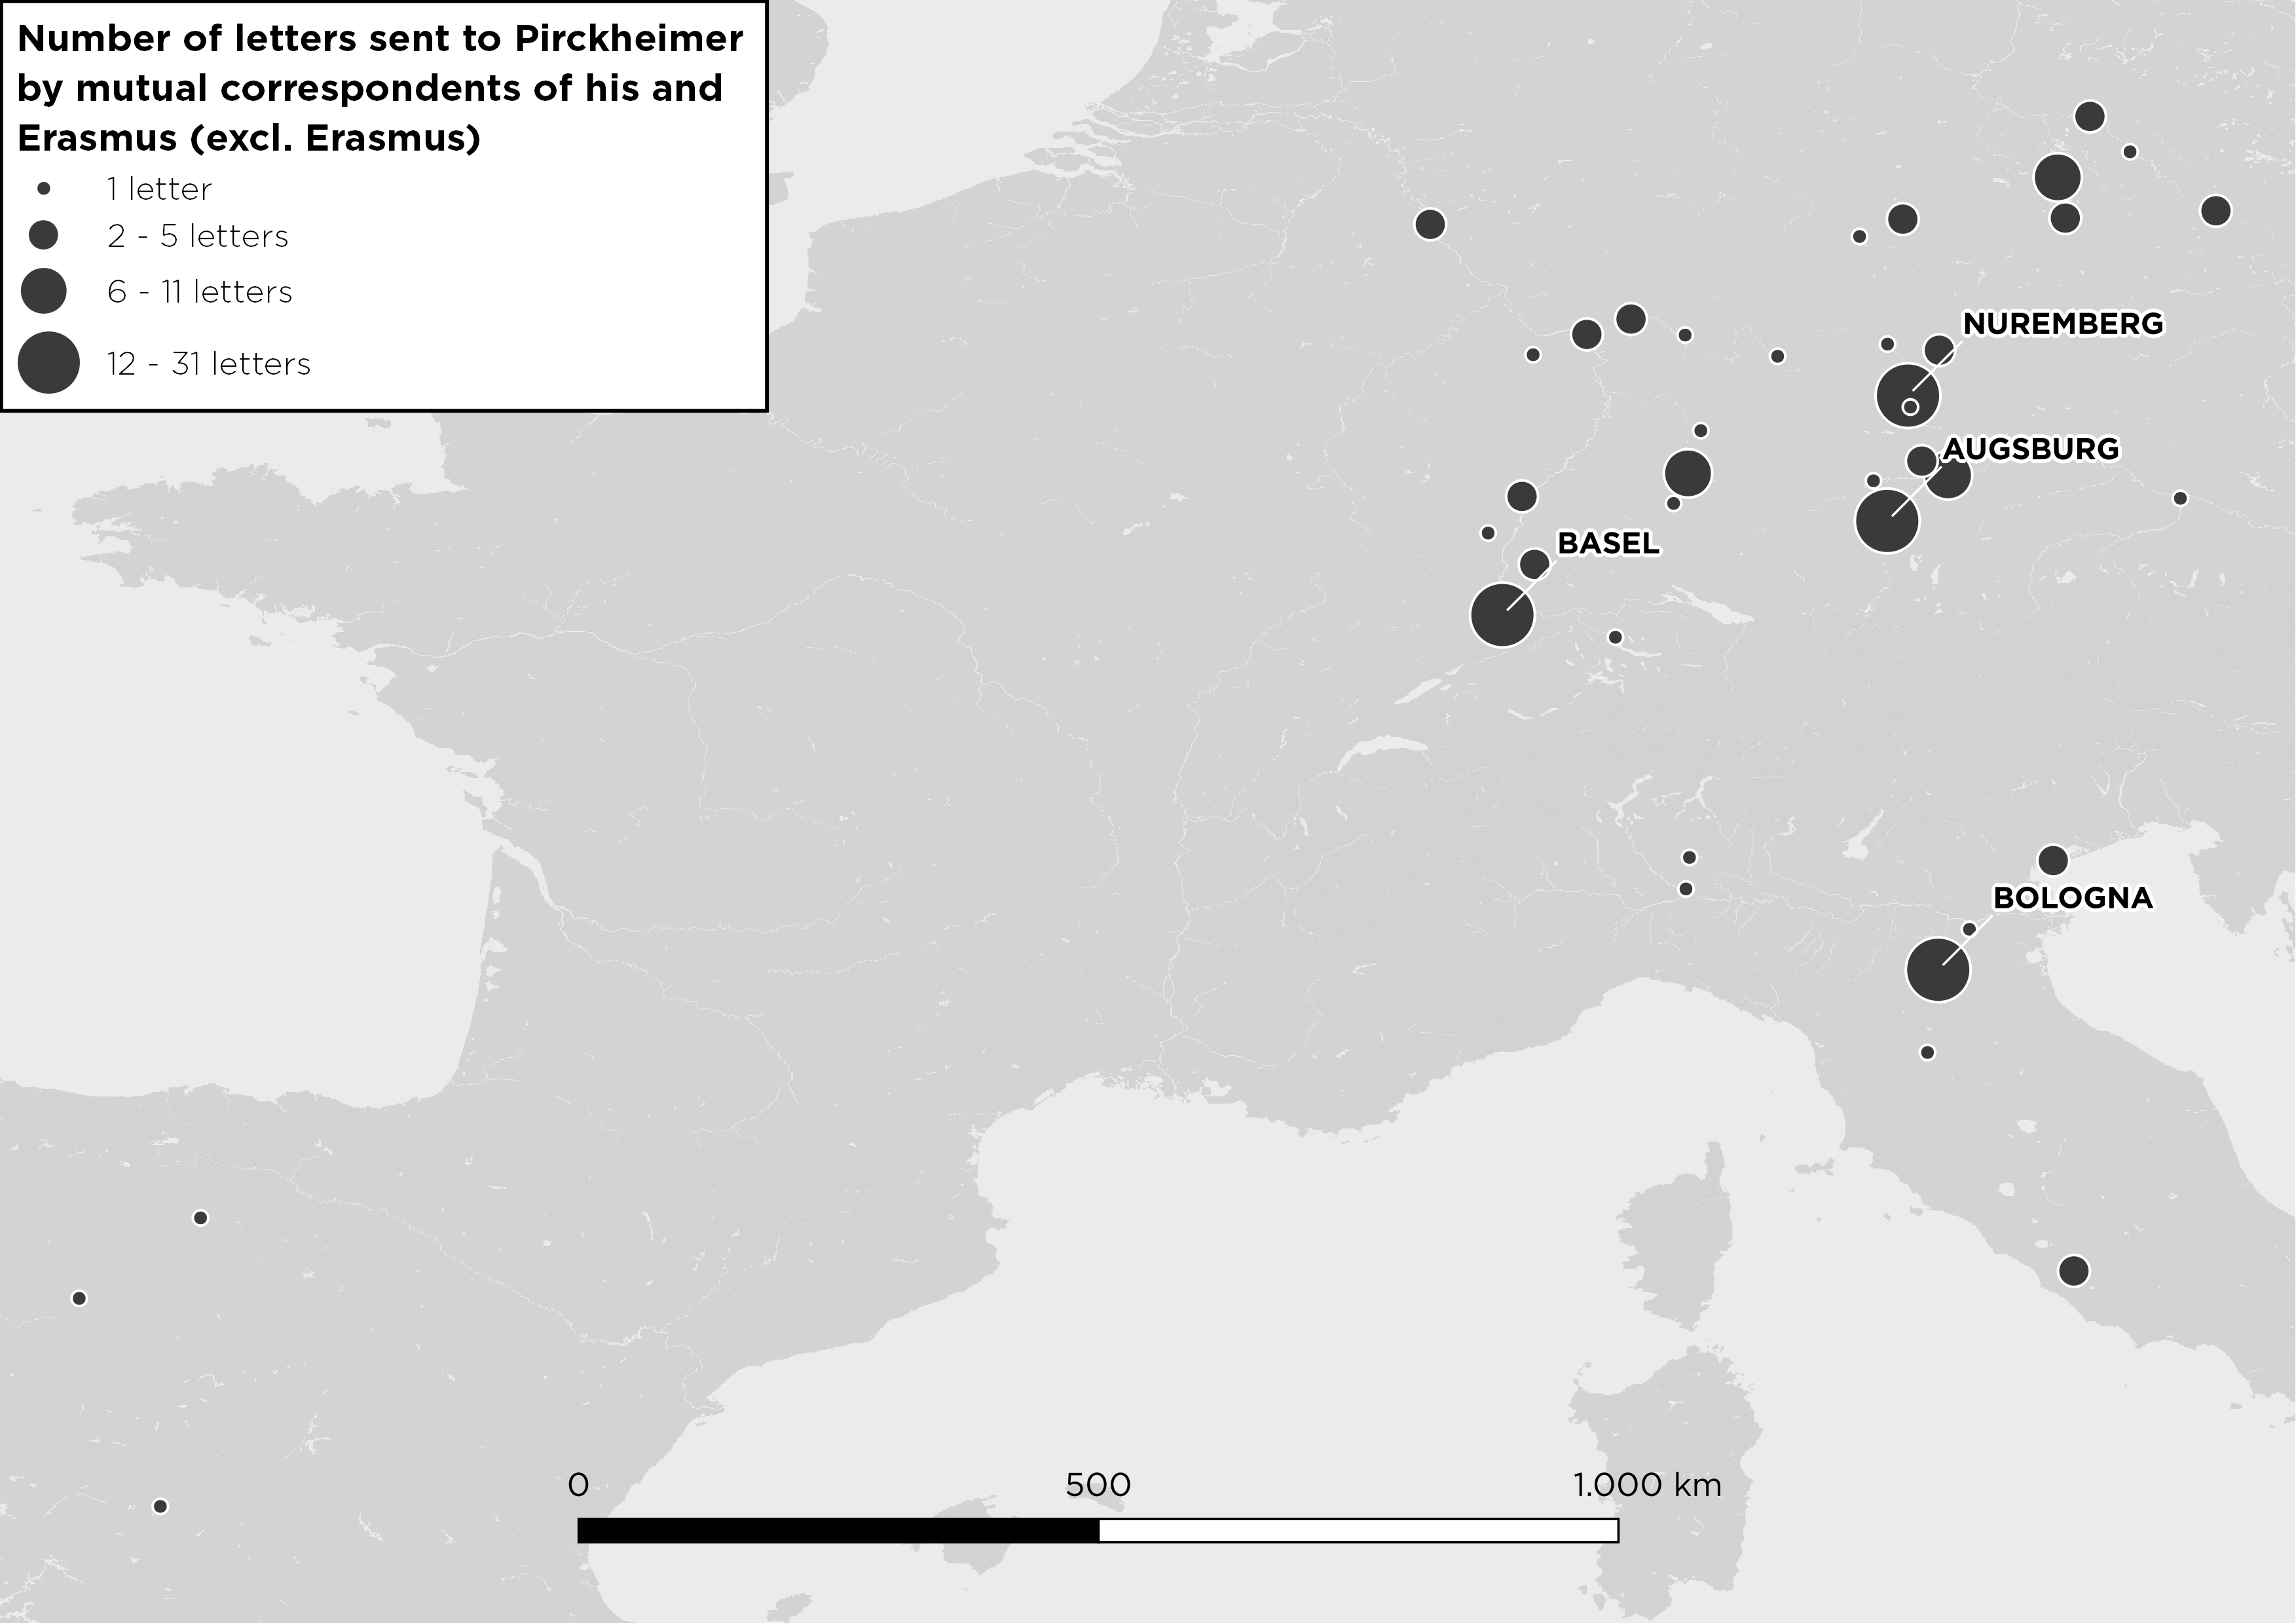 Number of letters sent to Pirckheimer
by mutual correspondents of his and
Erasmus (excl. Erasmus)
1 letter
2 - 5 letters
6 - 11 letters
12 - 31 letters
NUREMBERG
AUGSBURG
BASEL
BOLOGNA
0 500 1.000 km